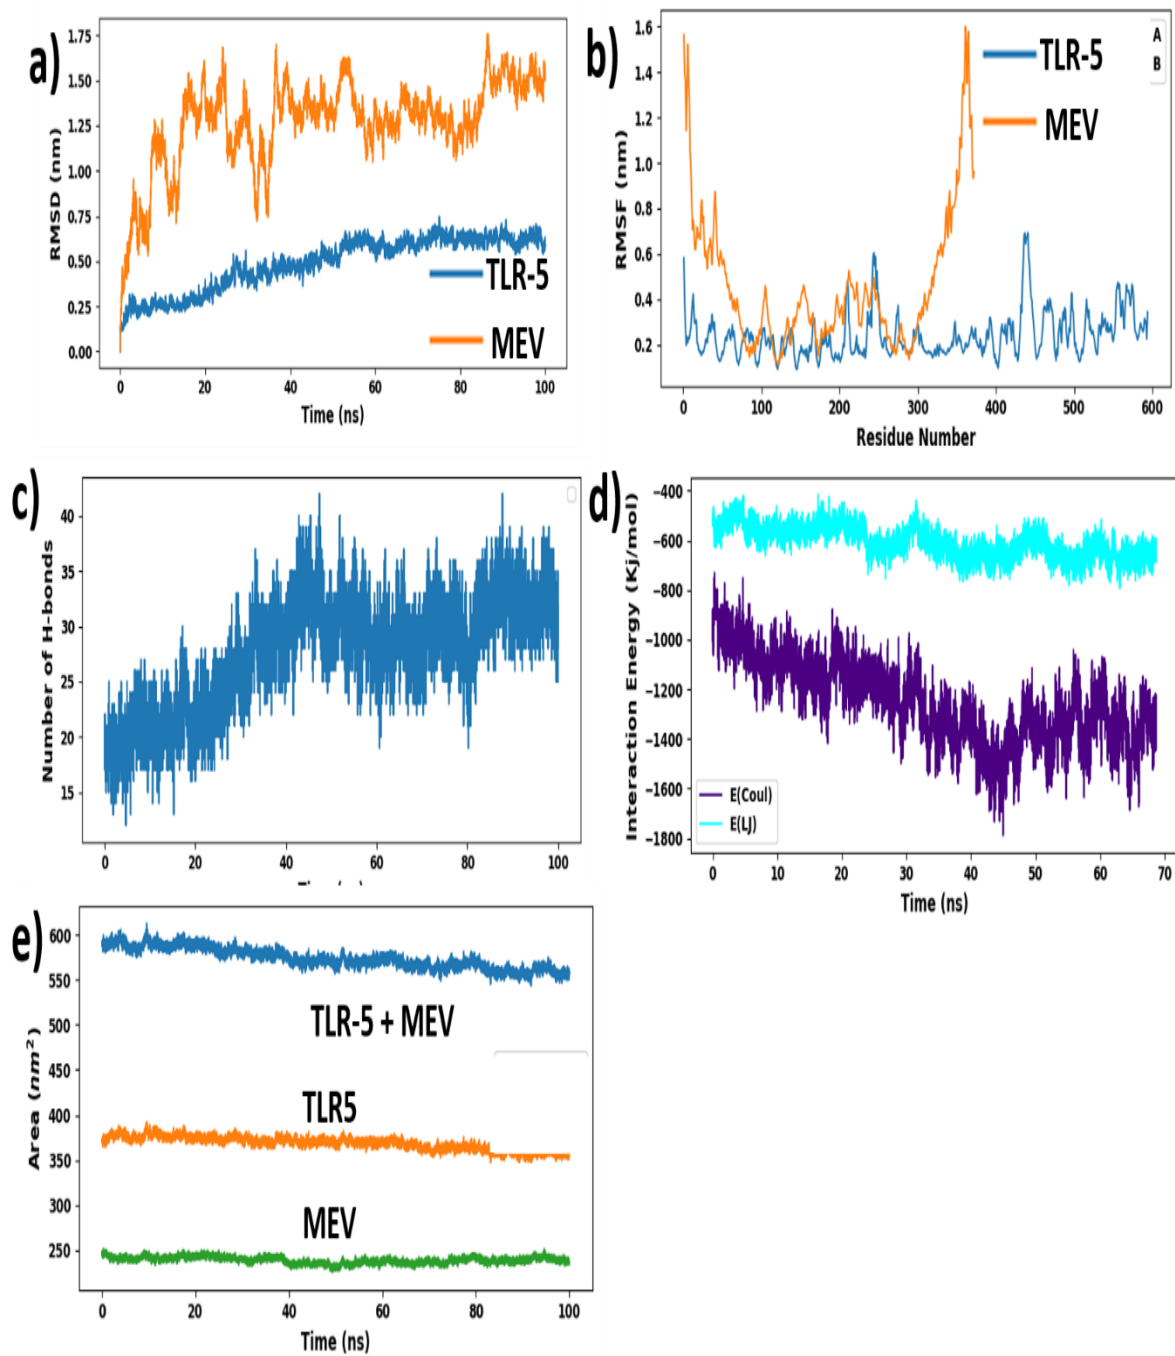 a)
RMSD (nm)
1.75
1.50
1.25
1.00
0.75
0.50
0.25
0.00
TLR-5
MEV
0 20 40 60 80 100
Time (ns)
b)
RMSF (nm)
1.6
1.4
1.2
1.0
0.8
0.6
0.4
0.2
A
B
TLR-5
MEV
0 100 200 300 400 500 600
Residue Number
c)
Number of H-bonds
40
35
30
25
20
15
0 20 40 60 80 100
d)
Interaction Energy (Kj/mol)
−400
−600
−800
−1000
−1200
−1400
−1600
−1800
E(Coul)
E(LJ)
0 10 20 30 40 50 60 70
Time (ns)
e)
Area (nm²)
600
550
500
450
400
350
300
250
TLR-5 + MEV
TLR5
MEV
0 20 40 60 80 100
Time (ns)